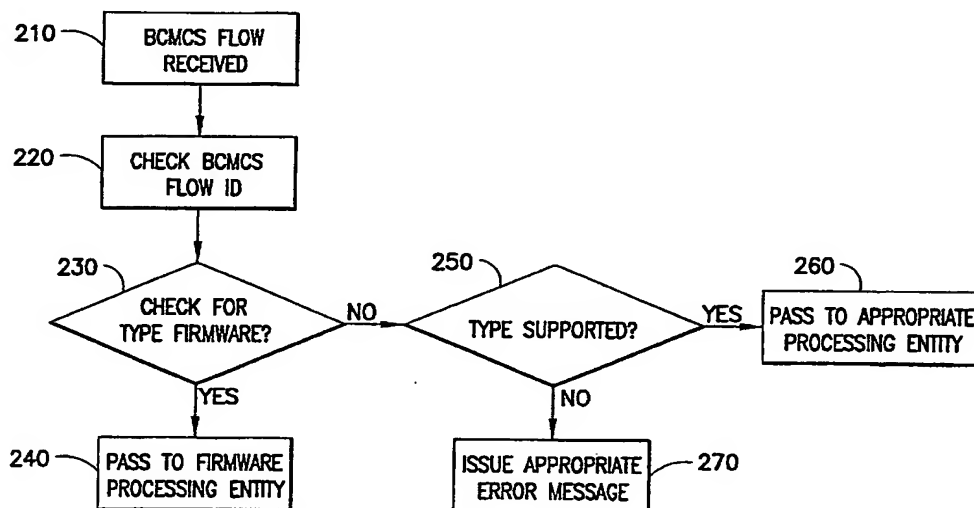 210
BCMCS FLOW
RECEIVED
220
CHECK BCMCS
FLOW ID
230
CHECK FOR
TYPE FIRMWARE?
NO
YES
240
PASS TO FIRMWARE
PROCESSING ENTITY
250
TYPE SUPPORTED?
YES
NO
260
PASS TO APPROPRIATE
PROCESSING ENTITY
ISSUE APPROPRIATE
ERROR MESSAGE
270